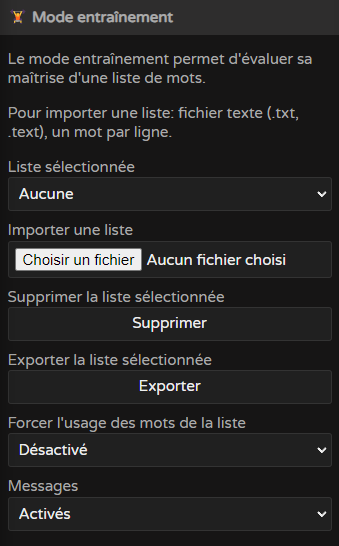 Mode entraînement
Le mode entraînement permet d'évaluer sa
maîtrise d'une liste de mots.
Pour importer une liste: fichier texte (.txt,
.text), un mot par ligne.
Liste sélectionnée
Aucune
Importer une liste
Choisir un fichier Aucun fichier choisi
Supprimer la liste sélectionnée
Supprimer
Exporter la liste sélectionnée
Exporter
Forcer l'usage des mots de la liste
Désactivé
Messages
Activés